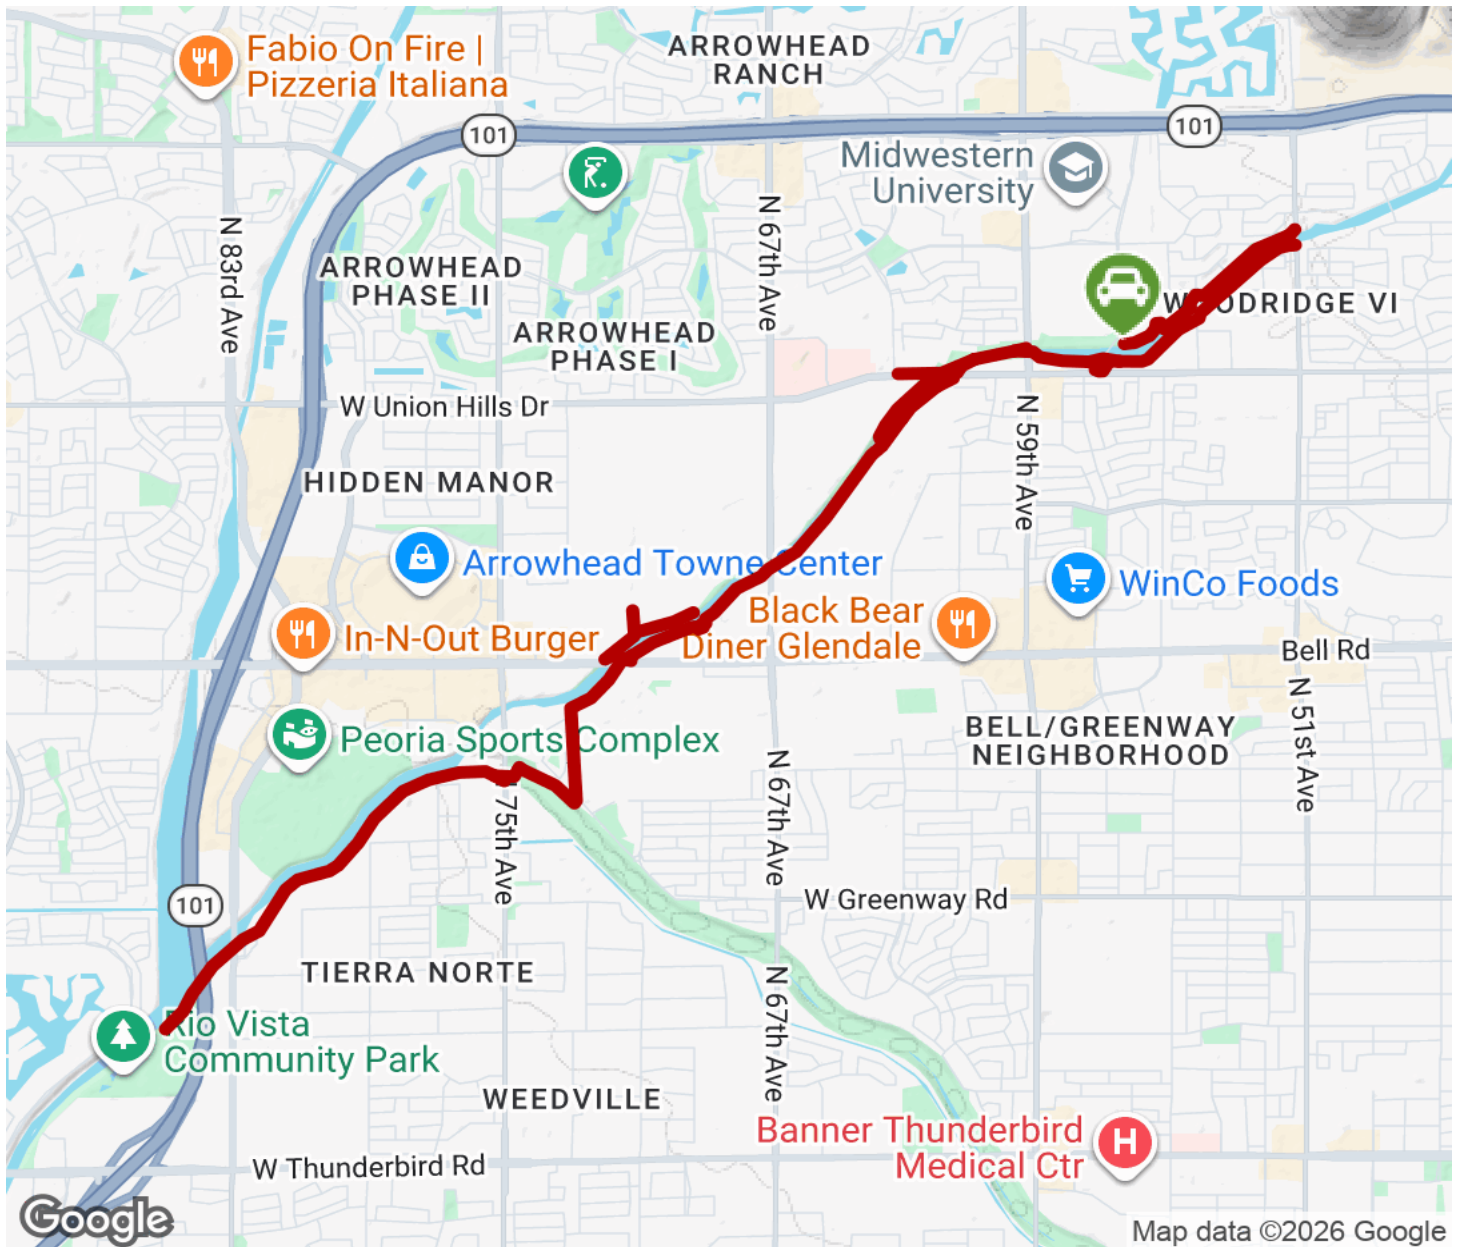 Fabio On Fire |
Pizzeria Italiana
ARROWHEAD
RANCH
101
101
Midwestern
University
N 83rd Ave
N 67th Ave
ARROWHEAD
PHASE II
ARROWHEAD
PHASE I
W Union Hills Dr
N 59th Ave
HIDDEN MANOR
Arrowhead Towne Center
WinCo Foods
In-N-Out Burger
Black Bear
Diner Glendale
Bell Rd
N 51st Ave
Peoria Sports Complex
BELL/GREENWAY
NEIGHBORHOOD
75th Ave
N 67th Ave
101
W Greenway Rd
TIERRA NORTE
N 67th Ave
Rio Vista
Community Park
WEEDVILLE
Banner Thunderbird
Medical Ctr
H
W Thunderbird Rd
Google
Map data ©2026 Google